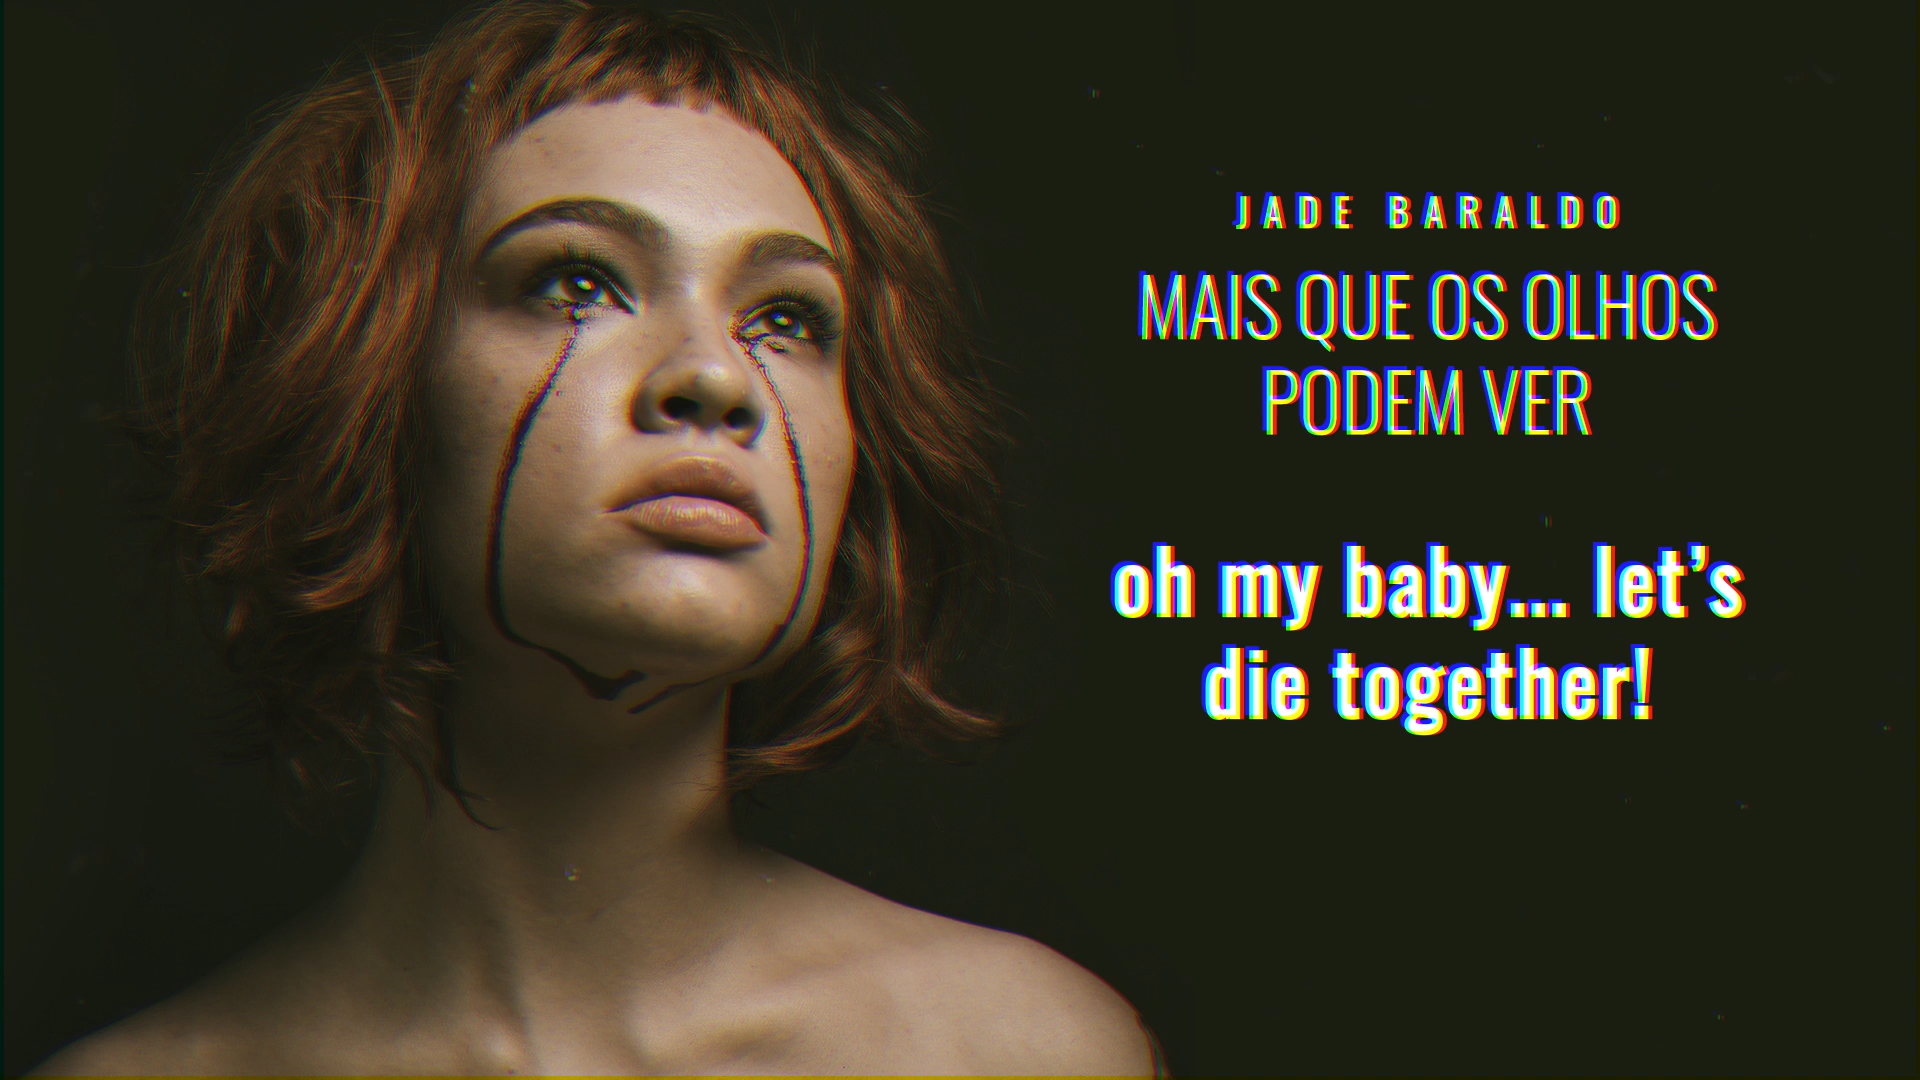 JADE BARALDO
MAIS QUE OS OLHOS
PODEM VER
oh my baby... let’s
die together!